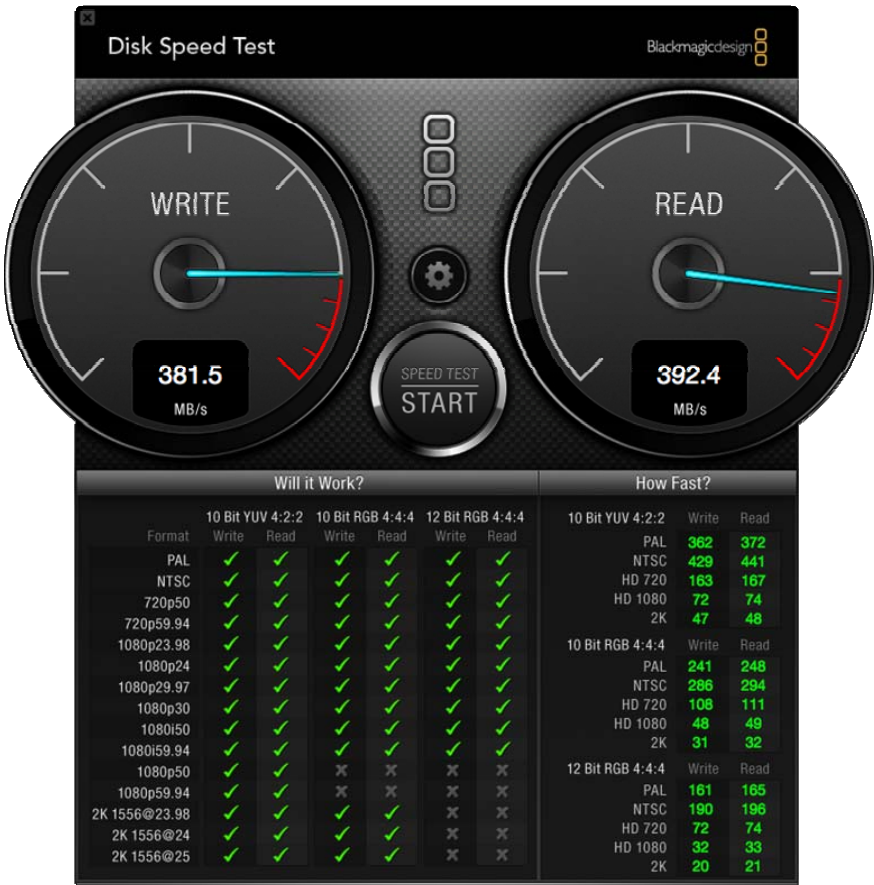 Disk Speed Test
Blackmagicdesign
WRITE
READ
381.5
MB/s
SPEED TEST
START
392.4
MB/s
Will it Work?
How Fast?
10 Bit YUV 4:2:2 10 Bit RGB 4:4:4 12 Bit RGB 4:4:4
Format Write Read Write Read Write Read
PAL ✓ ✓ ✓ ✓ ✓ ✓
NTSC ✓ ✓ ✓ ✓ ✓ ✓
720p50 ✓ ✓ ✓ ✓ ✓ ✓
720p59.94 ✓ ✓ ✓ ✓ ✓ ✓
1080p23.98 ✓ ✓ ✓ ✓ ✓ ✓
1080p24 ✓ ✓ ✓ ✓ ✓ ✓
1080p29.97 ✓ ✓ ✓ ✓ ✓ ✓
1080p30 ✓ ✓ ✓ ✓ ✓ ✓
1080i50 ✓ ✓ ✓ ✓ ✓ ✓
1080i59.94 ✓ ✓ ✓ ✓ ✓ ✓
1080p50 ✓ ✓ ✗ ✗ ✗ ✗
1080p59.94 ✓ ✓ ✗ ✗ ✗ ✗
2K 1556@23.98 ✓ ✓ ✓ ✓ ✗ ✗
2K 1556@24 ✓ ✓ ✓ ✓ ✗ ✗
2K 1556@25 ✓ ✓ ✓ ✓ ✗ ✗
10 Bit YUV 4:2:2 Write Read
PAL 362 372
NTSC 429 441
HD 720 163 167
HD 1080 72 74
2K 47 48
10 Bit RGB 4:4:4 Write Read
PAL 241 248
NTSC 286 294
HD 720 108 111
HD 1080 48 49
2K 31 32
12 Bit RGB 4:4:4 Write Read
PAL 161 165
NTSC 190 196
HD 720 72 74
HD 1080 32 33
2K 20 21